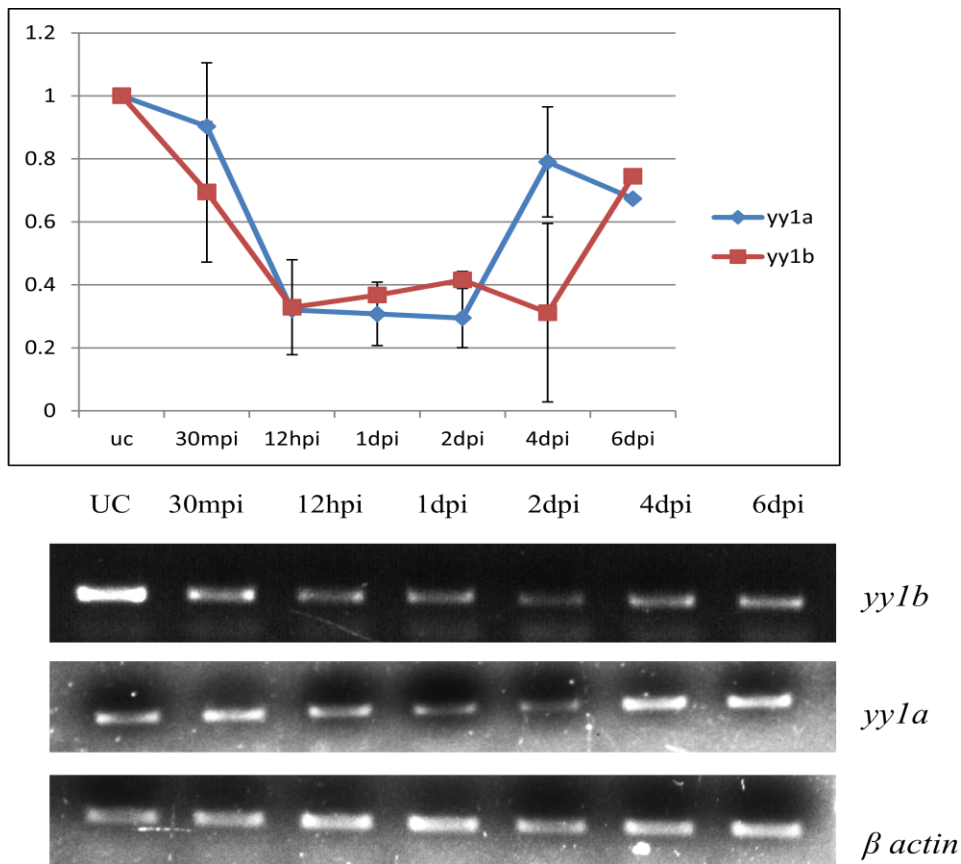 1.2
1
0.8
0.6
0.4
0.2
0
uc 30mpi 12hpi 1dpi 2dpi 4dpi 6dpi
yy1a
yy1b
UC 30mpi 12hpi 1dpi 2dpi 4dpi 6dpi
yy1b
yy1a
β actin